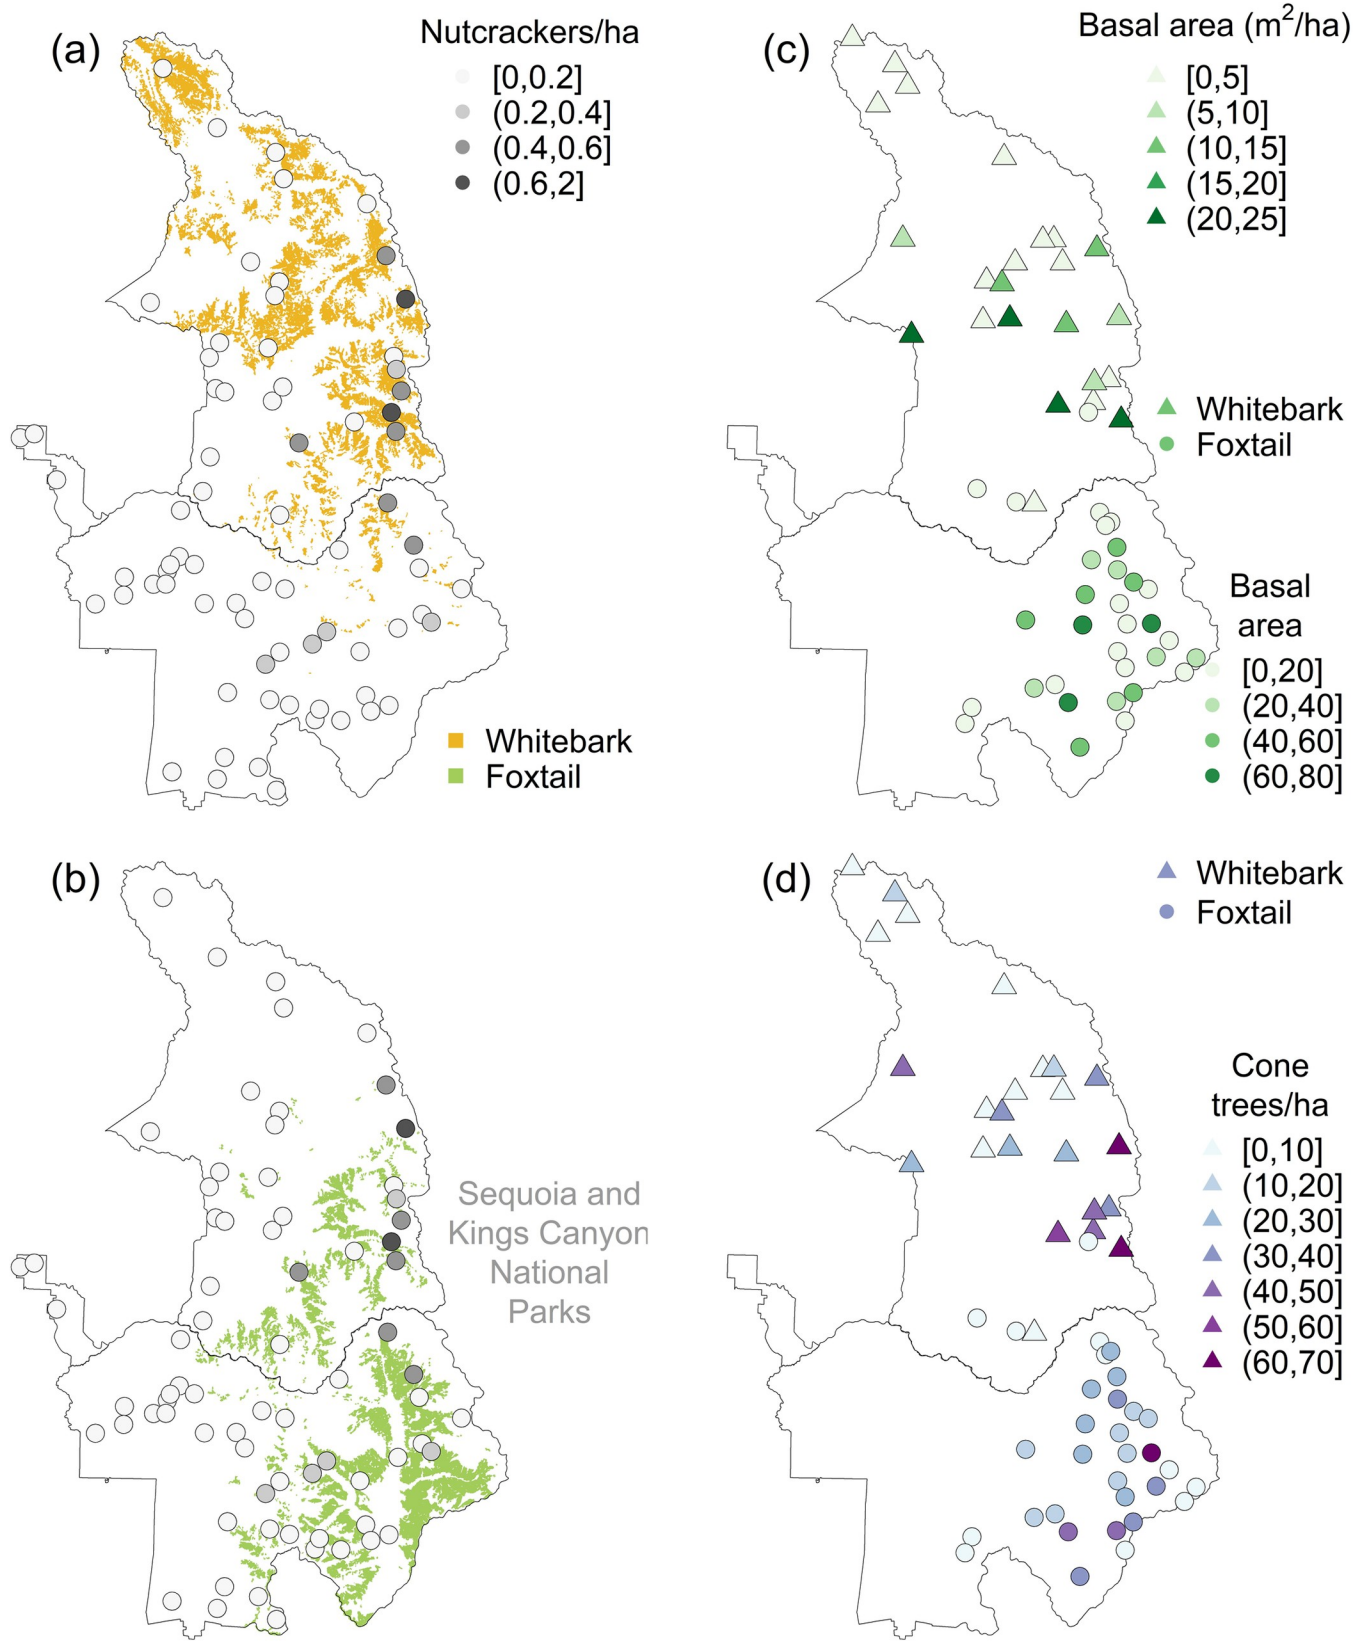 (a)
Nutcrackers/ha
[0,0.2]
(0.2,0.4]
(0.4,0.6]
(0.6,2]
Whitebark
Foxtail
(c)
Basal area (m²/ha)
[0,5]
(5,10]
(10,15]
(15,20]
(20,25]
Whitebark
Foxtail
Basal
area
[0,20]
(20,40]
(40,60]
(60,80]
(b)
Sequoia and
Kings Canyon
National
Parks
(d)
Whitebark
Foxtail
Cone
trees/ha
[0,10]
(10,20]
(20,30]
(30,40]
(40,50]
(50,60]
(60,70]